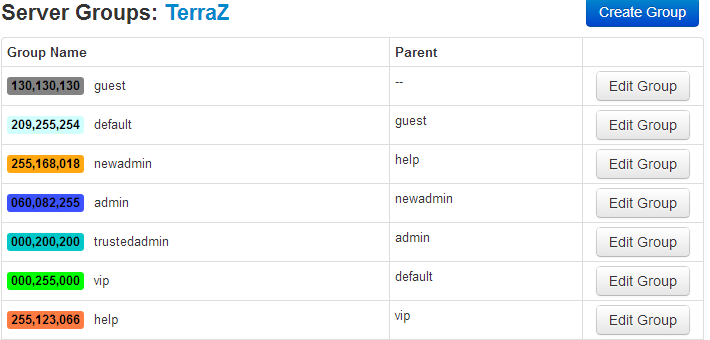 Server Groups: TerraZ
Create Group
Group Name Parent
130,130,130 guest -- Edit Group
209,255,254 default guest Edit Group
255,168,018 newadmin help Edit Group
060,082,255 admin newadmin Edit Group
000,200,200 trustedadmin admin Edit Group
000,255,000 vip default Edit Group
255,123,066 help vip Edit Group